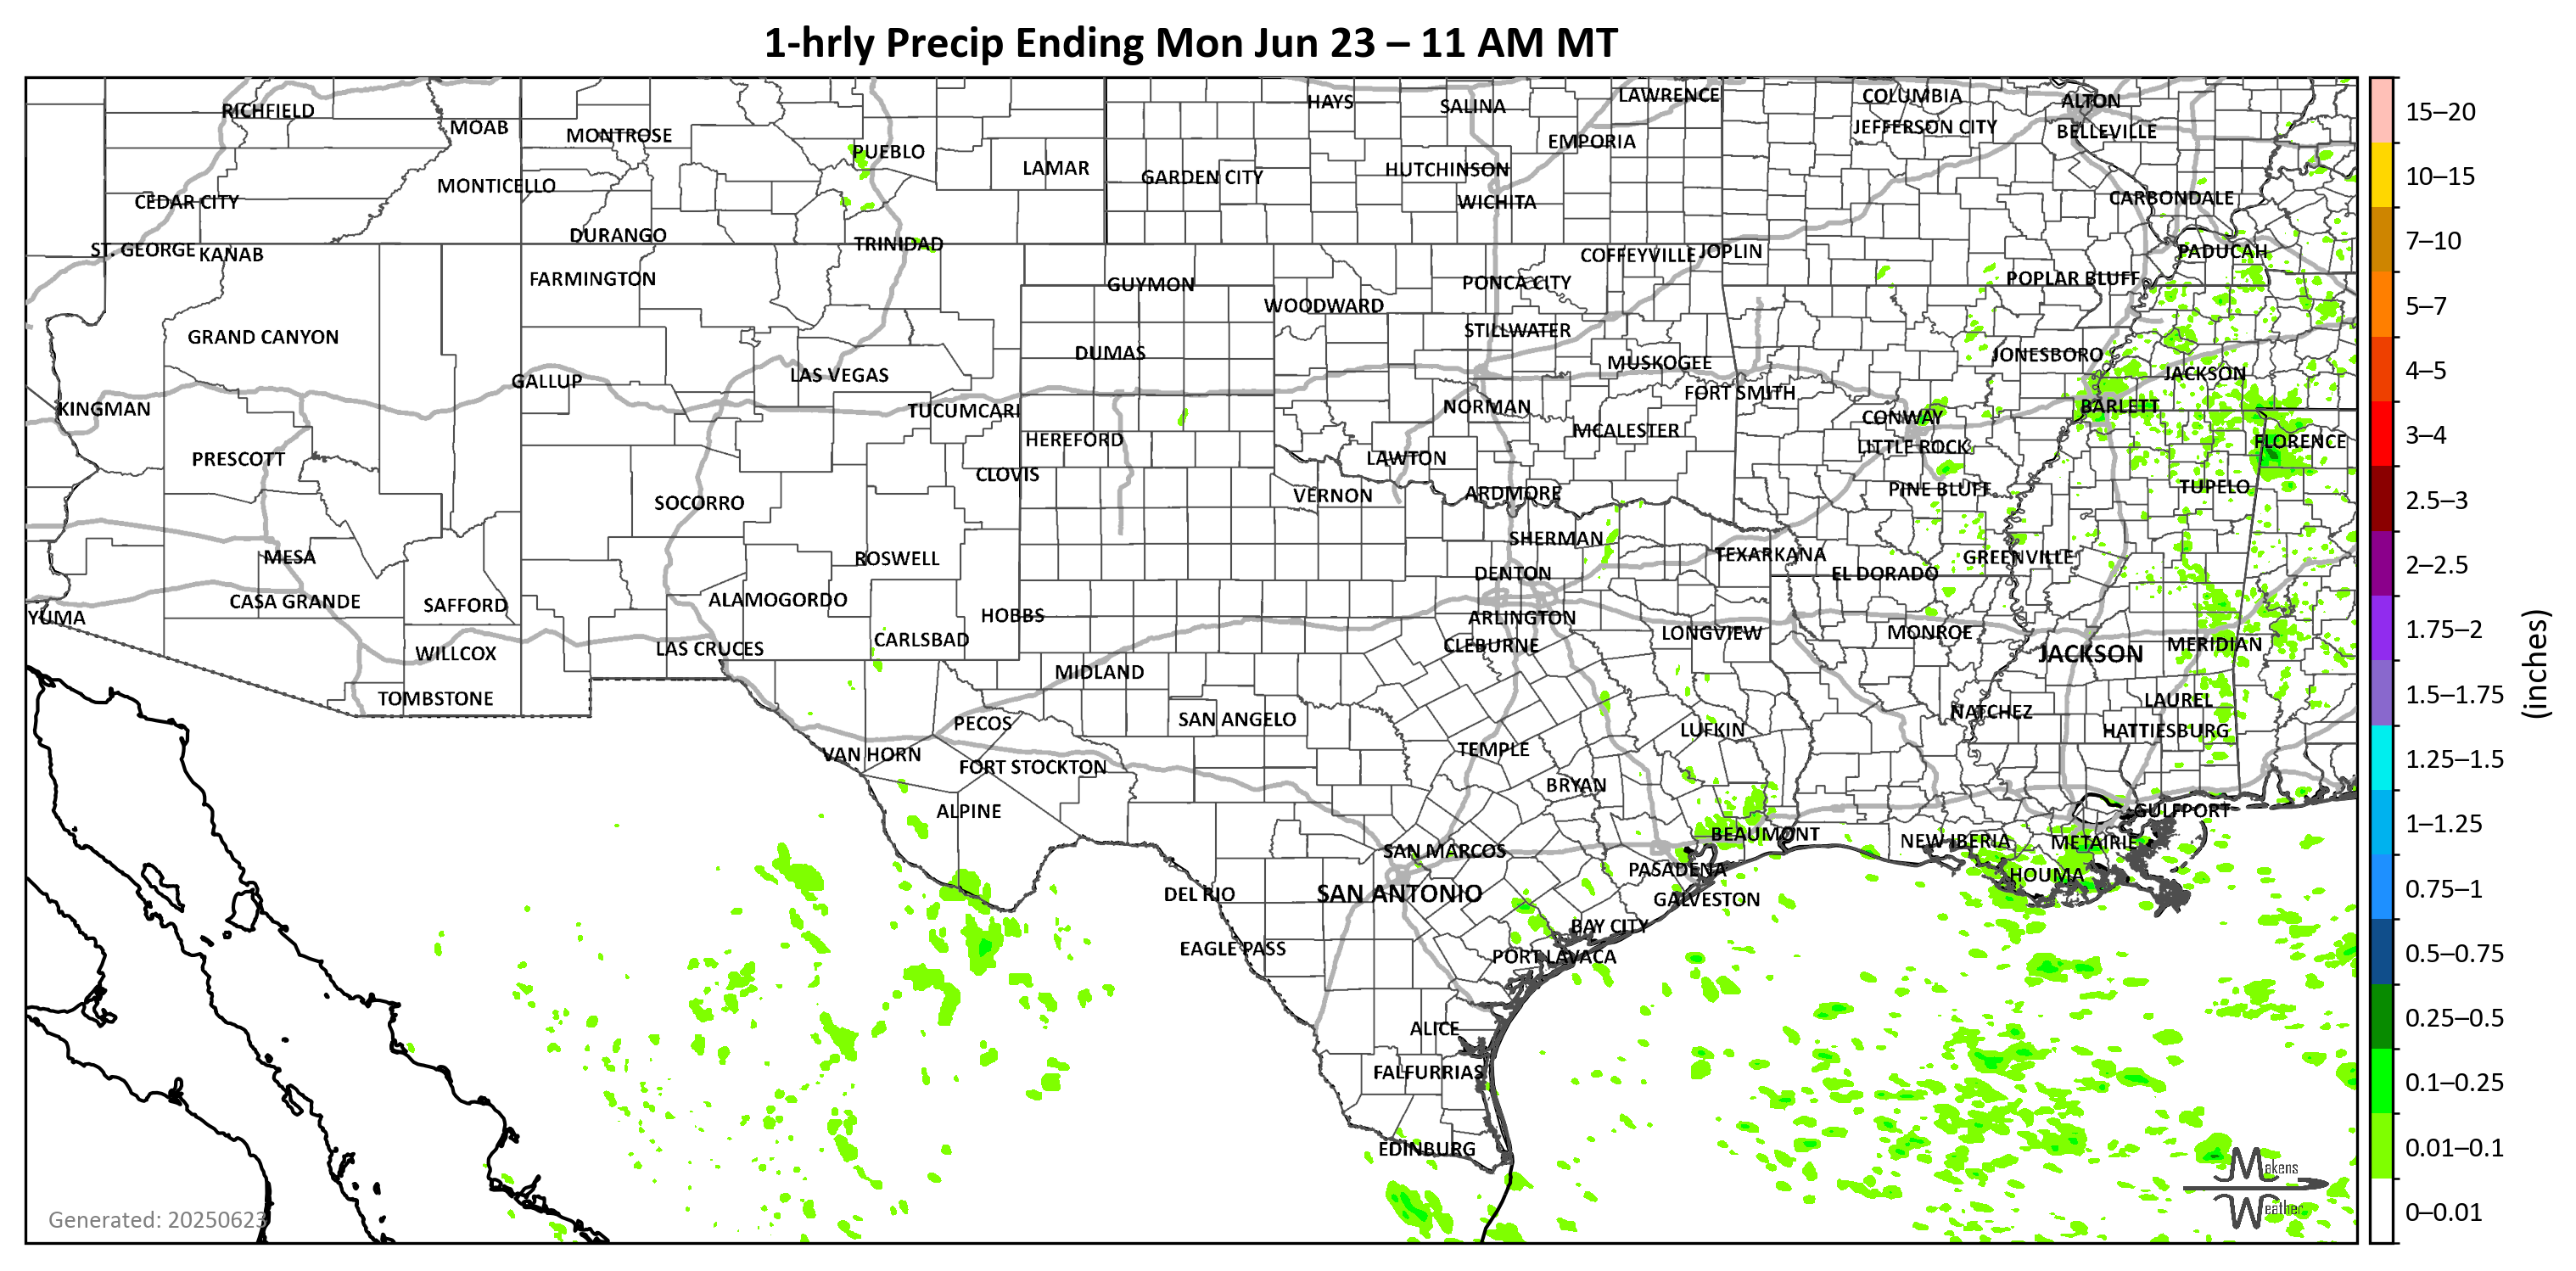 1-hrly Precip Ending Mon Jun 23 – 11 AM MT
RICHFIELD
MOAB
MONTROSE
PUEBLO
LAMAR
HAYS
SALINA
LAWRENCE
COLUMBIA
ALTON
JEFFERSON CITY
BELLEVILLE
EMPORIA
GARDEN CITY
HUTCHINSON
WICHITA
MONTICELLO
CEDAR CITY
CARBONDALE
DURANGO
TRINIDAD
ST. GEORGE
KANAB
COFFEYVILLE
JOPLIN
PADUCAH
FARMINGTON
GUYMON
PONCA CITY
POPLAR BLUFF
WOODWARD
GRAND CANYON
STILLWATER
DUMAS
MUSKOGEE
JONESBORO
JACKSON
GALLUP
LAS VEGAS
FORT SMITH
KINGMAN
TUCUMCARI
NORMAN
CONWAY
BARLETT
HEREFORD
MCALESTER
LITTLE ROCK
FLORENCE
PRESCOTT
CLOVIS
LAWTON
SOCORRO
VERNON
ARDMORE
PINE BLUFF
TUPELO
MESA
ROSWELL
SHERMAN
TEXARKANA
GREENVILLE
DENTON
EL DORADO
CASA GRANDE
SAFFORD
ALAMOGORDO
HOBBS
ARLINGTON
YUMA
CARLSBAD
CLEBURNE
LONGVIEW
MONROE
MERIDIAN
WILLCOX
LAS CRUCES
JACKSON
MIDLAND
TOMBSTONE
PECOS
SAN ANGELO
NATCHEZ
LAUREL
LUFKIN
HATTIESBURG
VAN HORN
FORT STOCKTON
TEMPLE
BRYAN
ALPINE
GULFPORT
BEAUMONT
NEW IBERIA
METAIRIE
SAN MARCOS
PASADENA
HOUMA
DEL RIO
SAN ANTONIO
GALVESTON
BAY CITY
EAGLE PASS
PORT LAVACA
ALICE
FALFURRIAS
EDINBURG
Generated: 20250623
Makens
Weather
15–20
10–15
7–10
5–7
4–5
3–4
2.5–3
2–2.5
1.75–2
1.5–1.75
1.25–1.5
1–1.25
0.75–1
0.5–0.75
0.25–0.5
0.1–0.25
0.01–0.1
0–0.01
(inches)